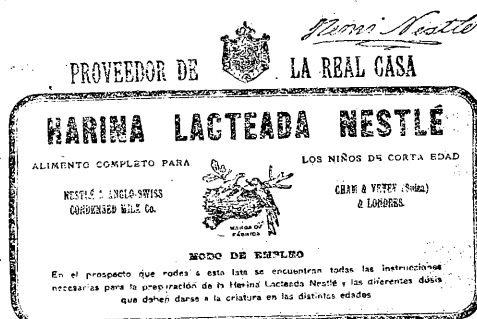 Henri Nestlé
PROVEEDOR DE LA REAL CASA
HARINA LACTEADA NESTLÉ
ALIMENTO COMPLETO PARA LOS NIÑOS DE CORTA EDAD
NESTLÉ & ANGLO-SWISS
CONDENSED MILK Co.
CHAM & VEVEY (Suiza)
& LONDRES.
MARCA DE
FÁBRICA
MODO DE EMPLEO
En el prospecto que rodea a esta lata se encuentran todas las instrucciones
necesarias para la preparación de la Harina Lacteada Nestlé y las diferentes dósis
que deben darse a la criatura en las distintas edades